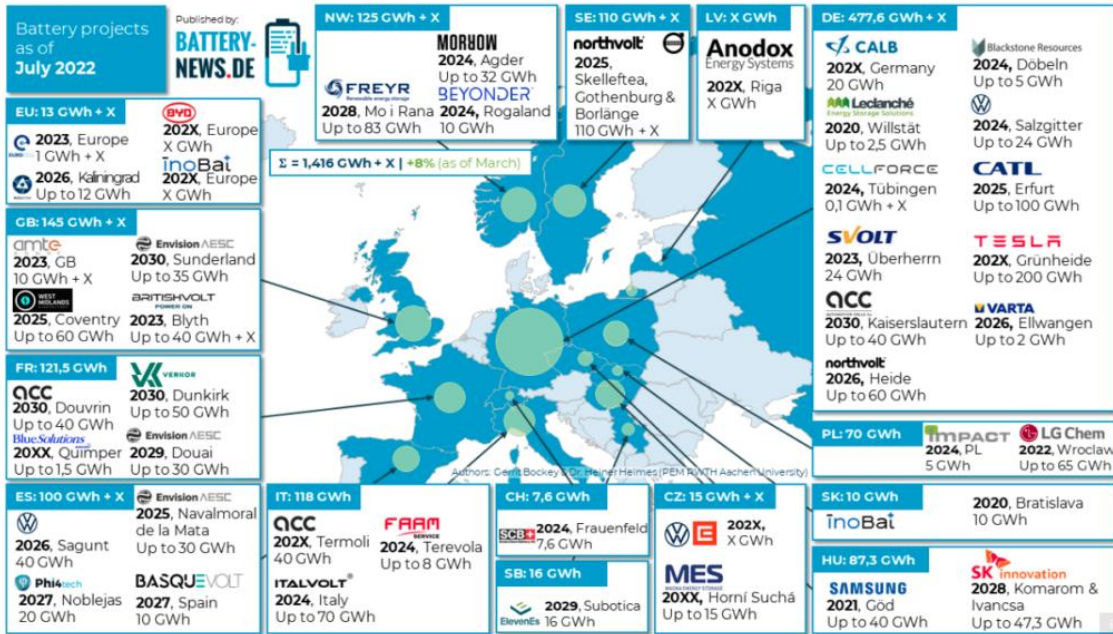 Battery projects
as of
July 2022
Published by:
BATTERY-
NEWS.DE
EU: 13 GWh + X
2023, Europe
1 GWh + X
BYD
202X, Europe
X GWh
2026, Kaliningrad
Up to 12 GWh
inoBat
202X, Europe
X GWh
NW: 125 GWh + X
FREYR
Renewable energy storage
2028, Mo i Rana
Up to 83 GWh
MORROW
2024, Agder
Up to 32 GWh
BEYONDER
2024, Rogaland
10 GWh
SE: 110 GWh + X
northvolt
2025,
Skelleftea,
Gothenburg &
Borlänge
110 GWh + X
LV: X GWh
Anodox
Energy Systems
202X, Riga
X GWh
DE: 477,6 GWh + X
CALB
202X, Germany
20 GWh
Blackstone Resources
2024, Döbeln
Up to 5 GWh
Leclanché
Energy Storage Solutions
2020, Willstät
Up to 2,5 GWh
2024, Salzgitter
Up to 24 GWh
CELLFORCE
2024, Tübingen
0,1 GWh + X
CATL
2025, Erfurt
Up to 100 GWh
SVOLT
2023, Überherrn
24 GWh
TESLA
202X, Grünheide
Up to 200 GWh
acc
2030, Kaiserslautern
Up to 40 GWh
VARTA
2026, Ellwangen
Up to 2 GWh
northvolt
2026, Heide
Up to 60 GWh
Σ = 1,416 GWh + X | +8% (as of March)
GB: 145 GWh + X
amte
2023, GB
10 GWh + X
Envision AESC
2030, Sunderland
Up to 35 GWh
WEST
MIDLANDS
2025, Coventry
Up to 60 GWh
BRITISHVOLT
POWER ON
2023, Blyth
Up to 40 GWh + X
FR: 121,5 GWh
acc
2030, Douvrin
Up to 40 GWh
VERKOR
2030, Dunkirk
Up to 50 GWh
BlueSolutions
20XX, Quimper
Up to 1,5 GWh
Envision AESC
2029, Douai
Up to 30 GWh
Authors: Gerrit Bockey & Dr. Heiner Heimes (PEM RWTH Aachen University)
PL: 70 GWh
IMPACT
2024, PL
5 GWh
LG Chem
2022, Wroclaw
Up to 65 GWh
ES: 100 GWh + X
2026, Sagunt
40 GWh
Envision AESC
2025, Navalmoral
de la Mata
Up to 30 GWh
Phi4tech
2027, Noblejas
20 GWh
BASQUEVOLT
2027, Spain
10 GWh
IT: 118 GWh
acc
202X, Termoli
40 GWh
FAAM
SERVICE
2024, Terevola
Up to 8 GWh
ITALVOLT
2024, Italy
Up to 70 GWh
CH: 7,6 GWh
SCB
2024, Frauenfeld
7,6 GWh
SB: 16 GWh
ElevenEs
2029, Subotica
16 GWh
CZ: 15 GWh + X
202X,
X GWh
MES
MAGNA ENERGY STORAGE
20XX, Horní Suchá
Up to 15 GWh
SK: 10 GWh
inoBat
2020, Bratislava
10 GWh
HU: 87,3 GWh
SAMSUNG
2021, Göd
Up to 40 GWh
SK innovation
2028, Komarom &
Ivancsa
Up to 47,3 GWh